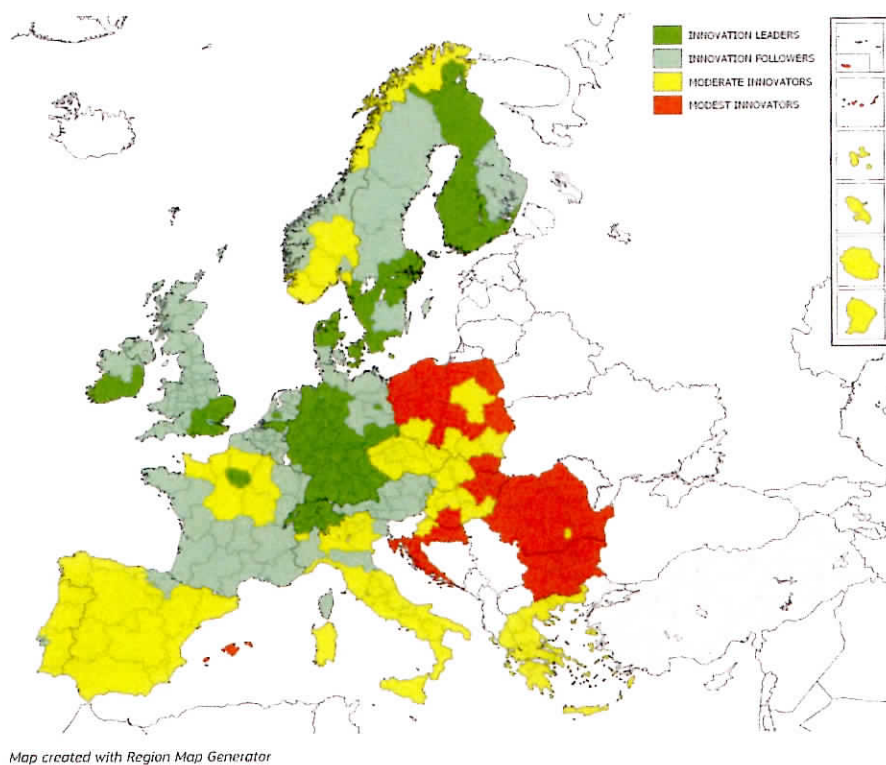 INNOVATION LEADERS
INNOVATION FOLLOWERS
MODERATE INNOVATORS
MODEST INNOVATORS
Map created with Region Map Generator